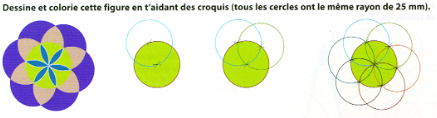 Dessine et colorie cette figure en t'aidant des croquis (tous les cercles ont le même rayon de 25 mm).